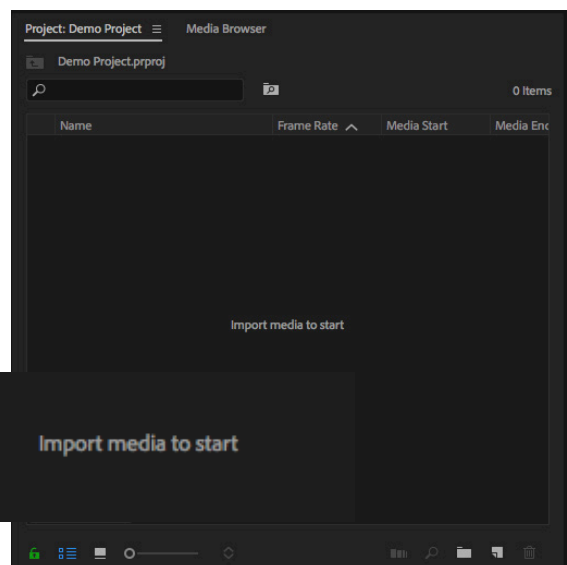 Project: Demo Project Media Browser
Demo Project.prproj
0 Items
Name Frame Rate Media Start Media End
Import media to start
Import media to start